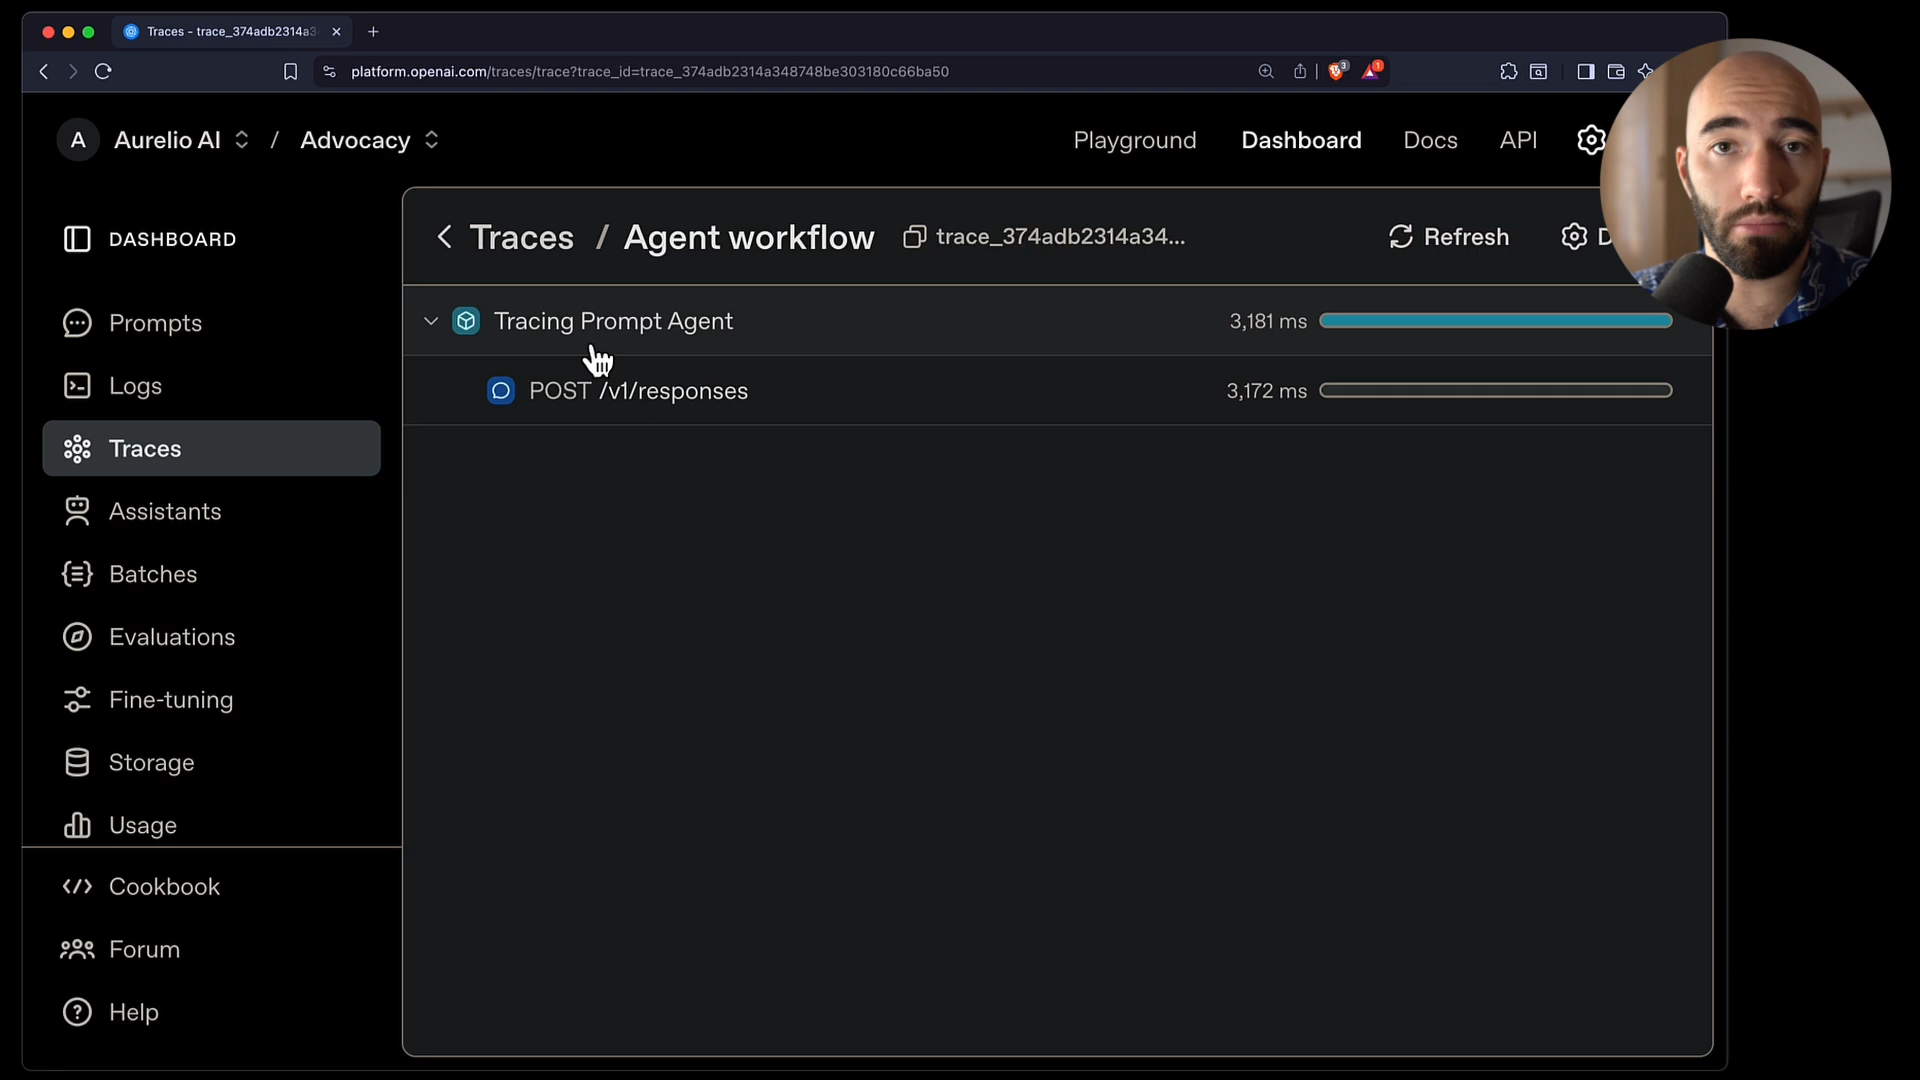 Traces - trace_374adb2314a3
platform.openai.com/traces/trace?trace_id=trace_374adb2314a348748be303180c66ba50
3
1
A Aurelio AI / Advocacy
Playground Dashboard Docs API
DASHBOARD
Prompts
Logs
Traces
Assistants
Batches
Evaluations
Fine-tuning
Storage
Usage
Cookbook
Forum
Help
Traces / Agent workflow trace_374adb2314a34... Refresh
Tracing Prompt Agent 3,181 ms
POST /v1/responses 3,172 ms